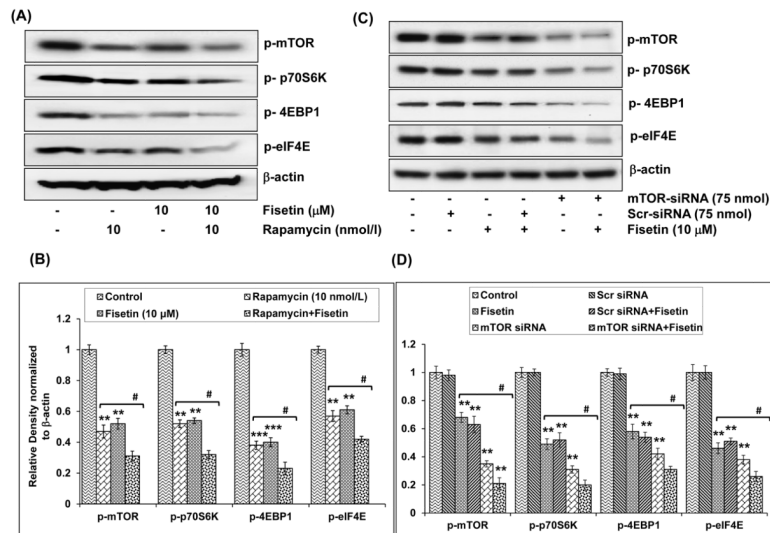 (A)
p-mTOR
p- p70S6K
p- 4EBP1
p-eIF4E
β-actin
- - 10 10 Fisetin (μM)
- 10 - 10 Rapamycin (nmol/l)
(C)
p-mTOR
p- p70S6K
p- 4EBP1
p-eIF4E
β-actin
- - - - + + mTOR-siRNA (75 nmol)
- + - + - - Scr-siRNA (75 nmol)
- - + + - + Fisetin (10 μM)
(B)
Control
Rapamycin (10 nmol/L)
Fisetin (10 μM)
Rapamycin+Fisetin
Relative Density normalized
to β-actin
1.2
1
0.8
0.6
0.4
0.2
0
** ** #
** ** #
*** *** #
** ** #
p-mTOR p-p70S6K p-4EBP1 p-eIF4E
(D)
Control
Scr siRNA
Fisetin
Scr siRNA+Fisetin
mTOR siRNA
mTOR siRNA+Fisetin
1.4
1.2
1
0.8
0.6
0.4
0.2
0
** ** ** ** #
** ** ** #
** ** ** #
** ** ** #
p-mTOR p-p70S6K p-4EBP1 p-eIF4E